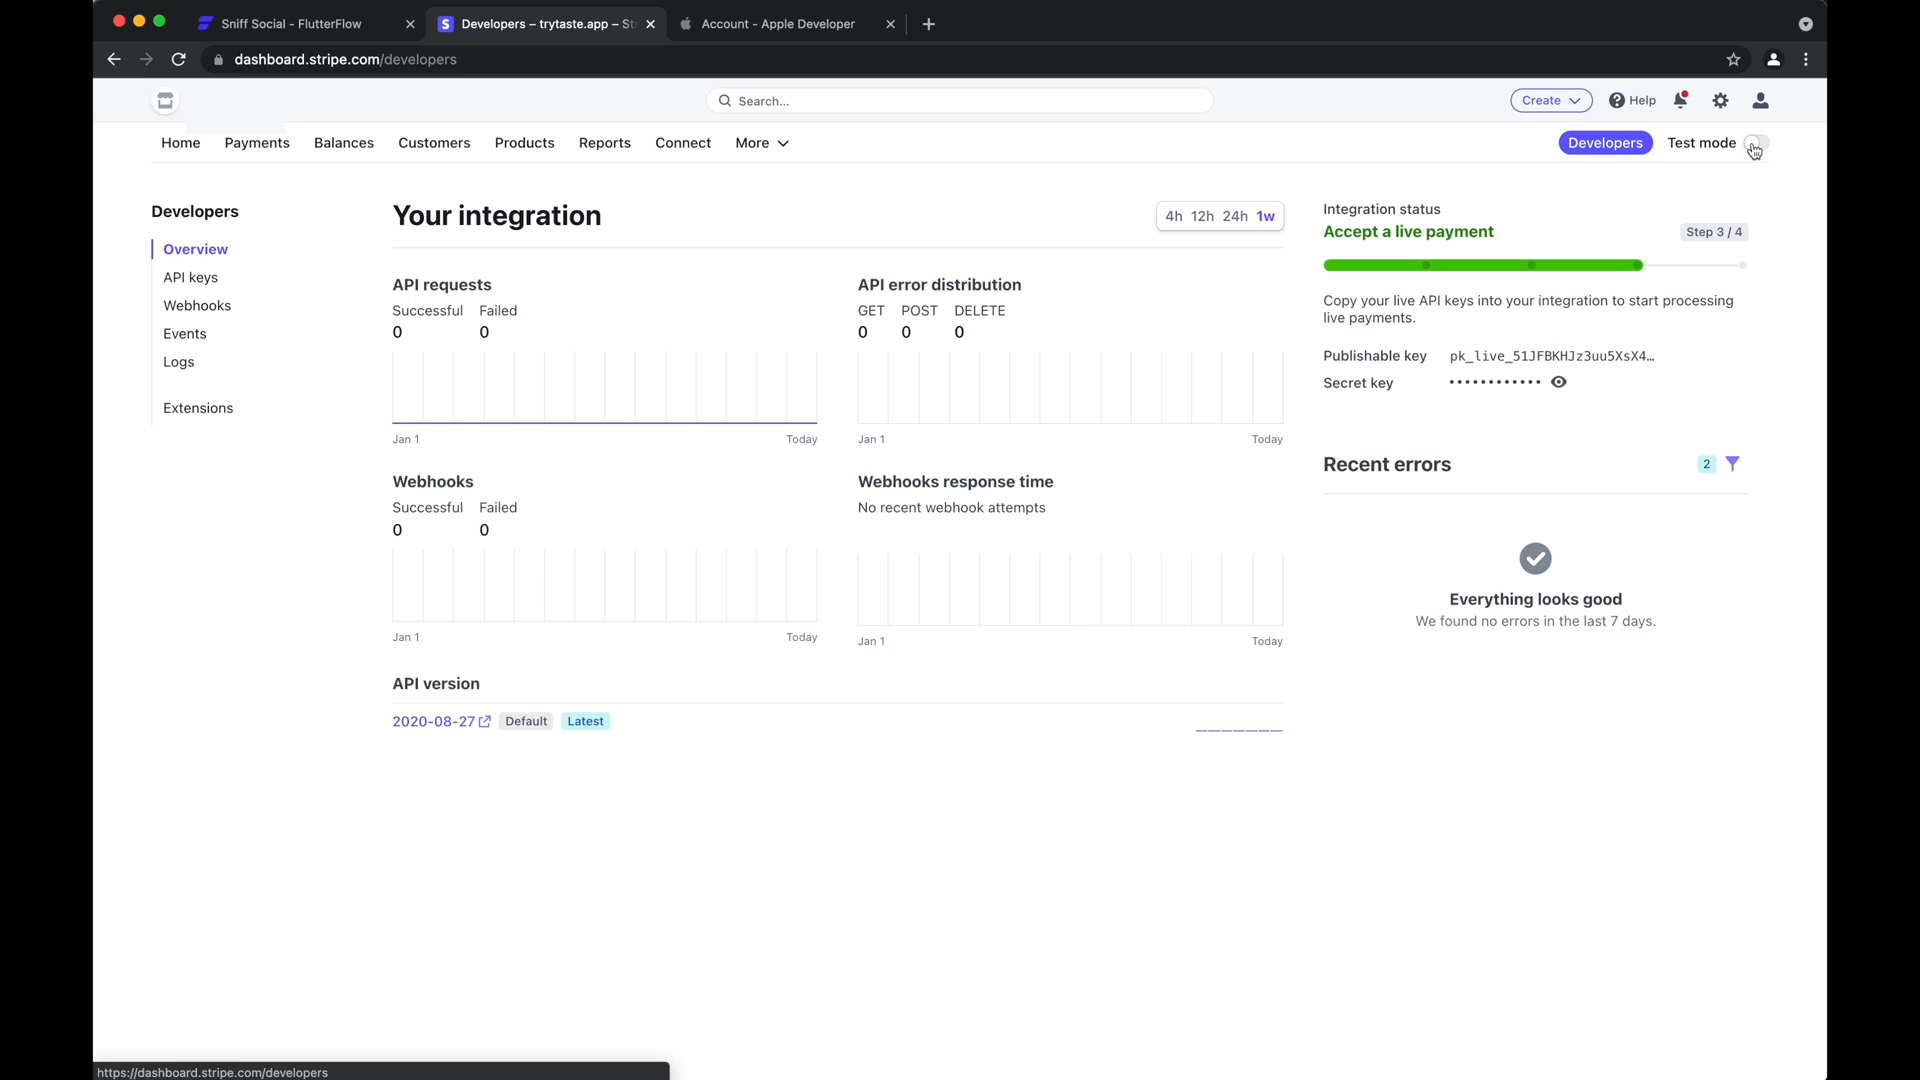 Sniff Social - FlutterFlow
Developers – trytaste.app – St
Account - Apple Developer
dashboard.stripe.com/developers
Search...
Create
Help
Home
Payments
Balances
Customers
Products
Reports
Connect
More
Developers
Test mode
Developers
Overview
API keys
Webhooks
Events
Logs
Extensions
Your integration
4h 12h 24h 1w
API requests
Successful Failed
0 0
Jan 1 Today
API error distribution
GET POST DELETE
0 0 0
Jan 1 Today
Webhooks
Successful Failed
0 0
Jan 1 Today
Webhooks response time
No recent webhook attempts
Jan 1 Today
API version
2020-08-27 Default Latest
Integration status
Accept a live payment
Step 3 / 4
Copy your live API keys into your integration to start processing
live payments.
Publishable key pk_live_51JFBKHJz3uu5XsX4…
Secret key ••••••••••••
Recent errors
2
Everything looks good
We found no errors in the last 7 days.
https://dashboard.stripe.com/developers